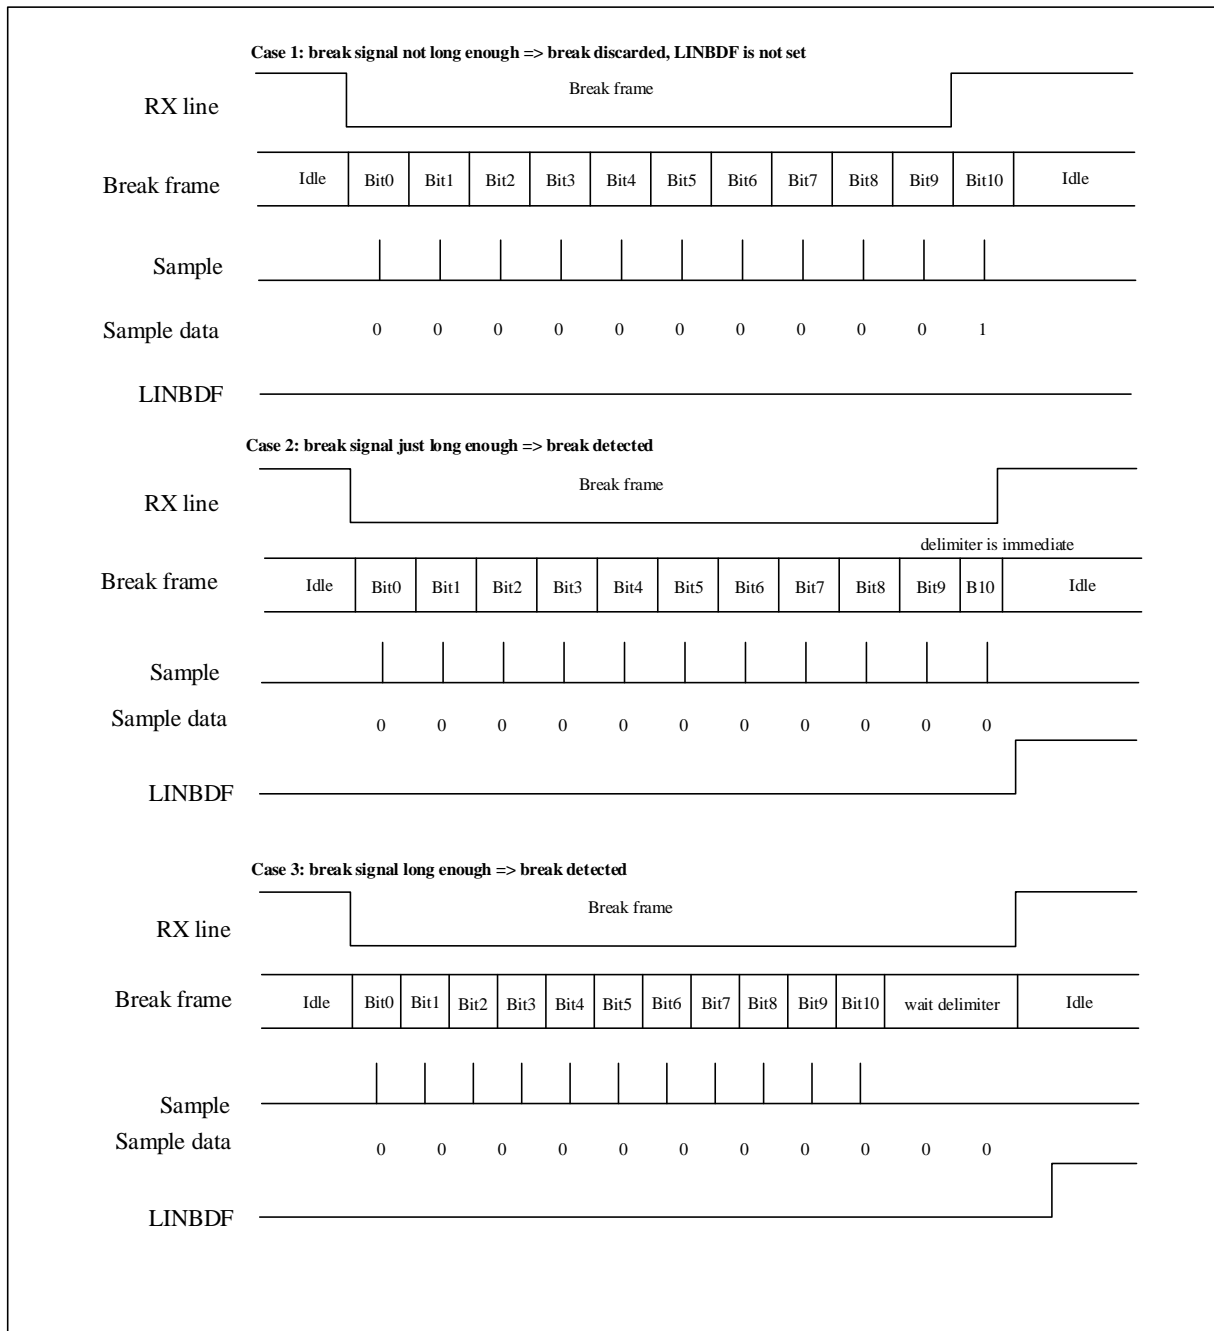 Case 1: break signal not long enough => break discarded, LINBDF is not set
RX line
Break frame
Break frame
Idle Bit0 Bit1 Bit2 Bit3 Bit4 Bit5 Bit6 Bit7 Bit8 Bit9 Bit10 Idle
Sample
Sample data
0 0 0 0 0 0 0 0 0 0 1
LINBDF
Case 2: break signal just long enough => break detected
RX line
Break frame
delimiter is immediate
Break frame
Idle Bit0 Bit1 Bit2 Bit3 Bit4 Bit5 Bit6 Bit7 Bit8 Bit9 B10 Idle
Sample
Sample data
0 0 0 0 0 0 0 0 0 0 0
LINBDF
Case 3: break signal long enough => break detected
RX line
Break frame
Break frame
Idle Bit0 Bit1 Bit2 Bit3 Bit4 Bit5 Bit6 Bit7 Bit8 Bit9 Bit10 wait delimiter Idle
Sample
Sample data
0 0 0 0 0 0 0 0 0 0 0
LINBDF